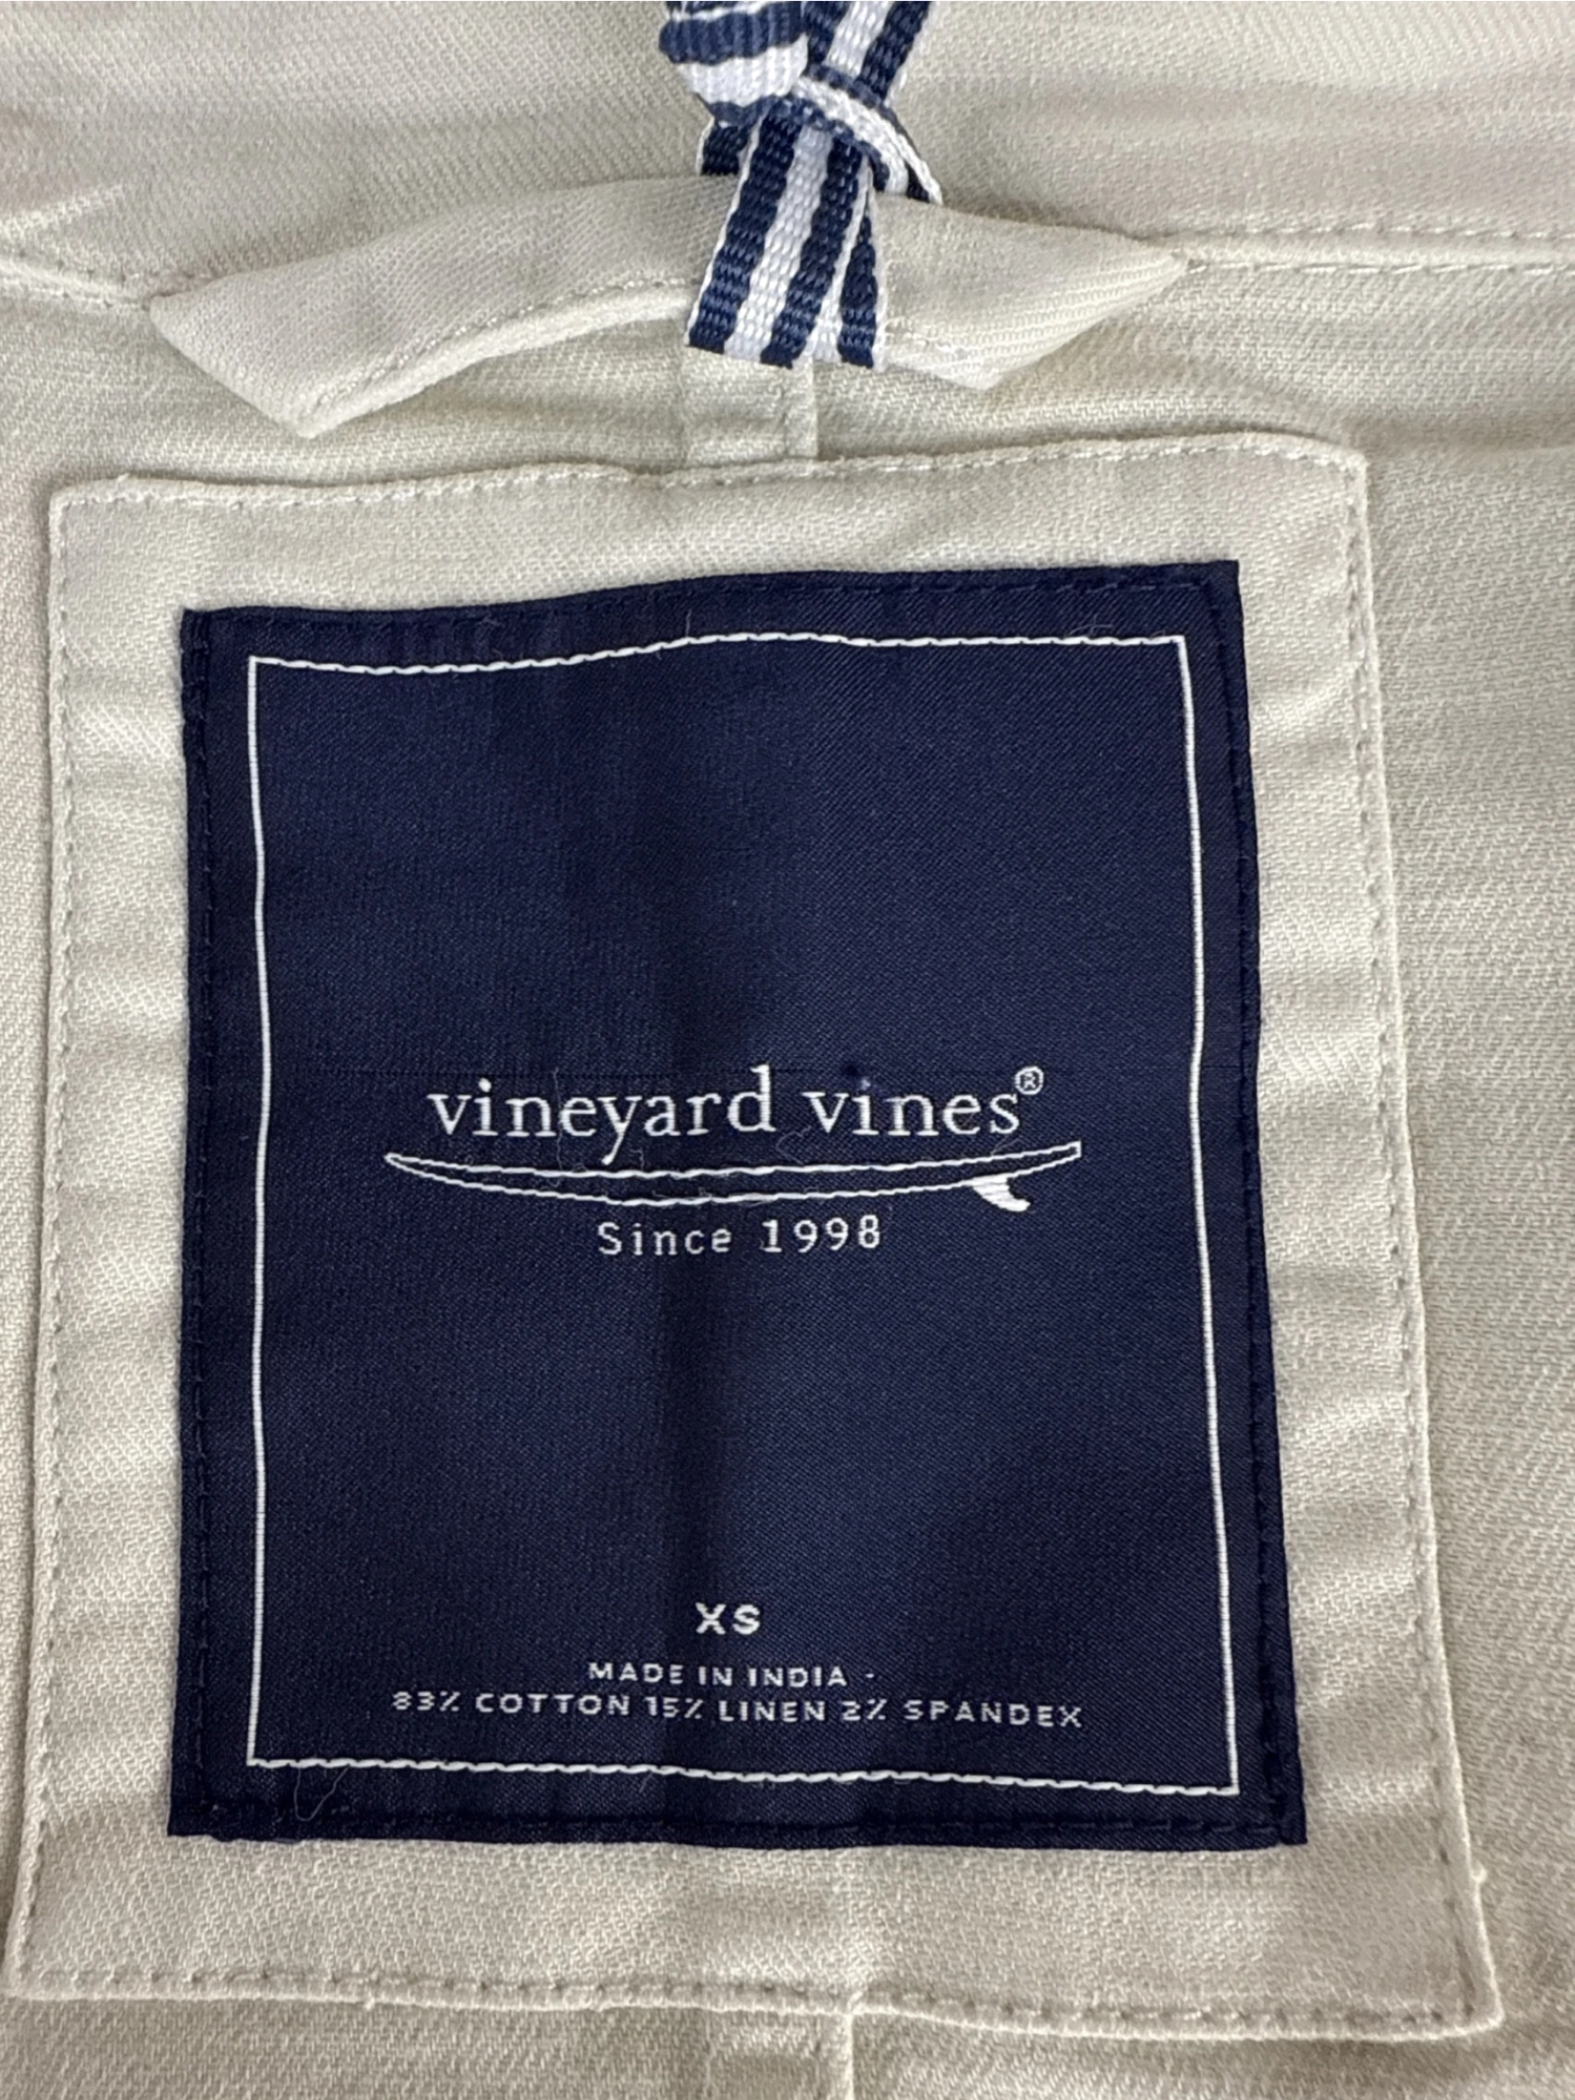 vineyard vines®
Since 1998
XS
MADE IN INDIA
83% COTTON 15% LINEN 2% SPANDEX